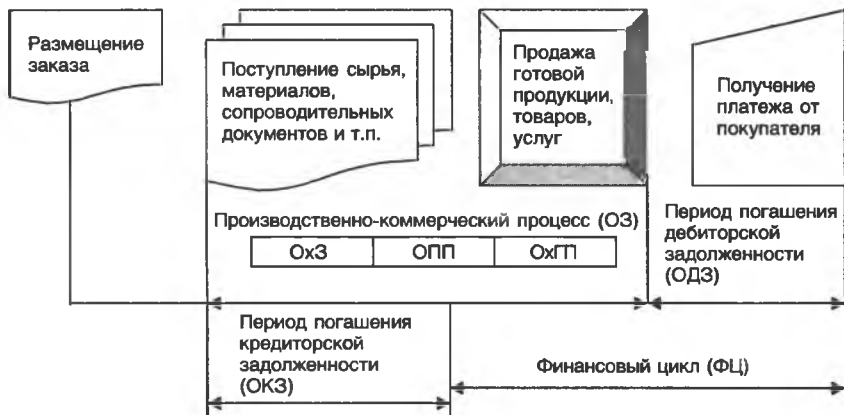 Размещение
заказа
Поступление сырья,
материалов,
сопроводительных
документов и т.п.
Продажа
готовой
продукции,
товаров,
услуг
Получение
платежа от
покупателя
Производственно-коммерческий процесс (ОЗ)
ОхЗ
ОПП
ОхГП
Период погашения
дебиторской
задолженности
(ОДЗ)
Период погашения
кредиторской
задолженности
(ОКЗ)
Финансовый цикл (ФЦ)